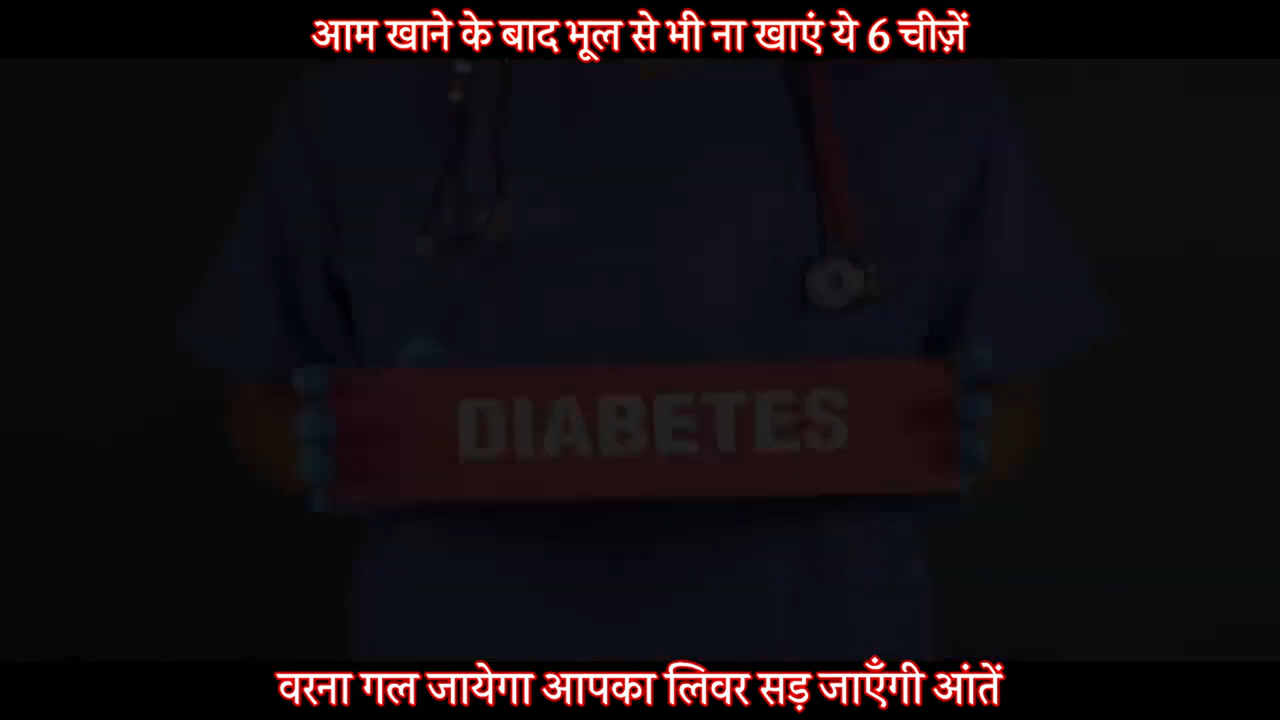 आम खाने के बाद भूल से भी ना खाएं ये 6 चीज़ें
DIABETES
वरना गल जायेगा आपका लिवर सड़ जाएँगी आंतें